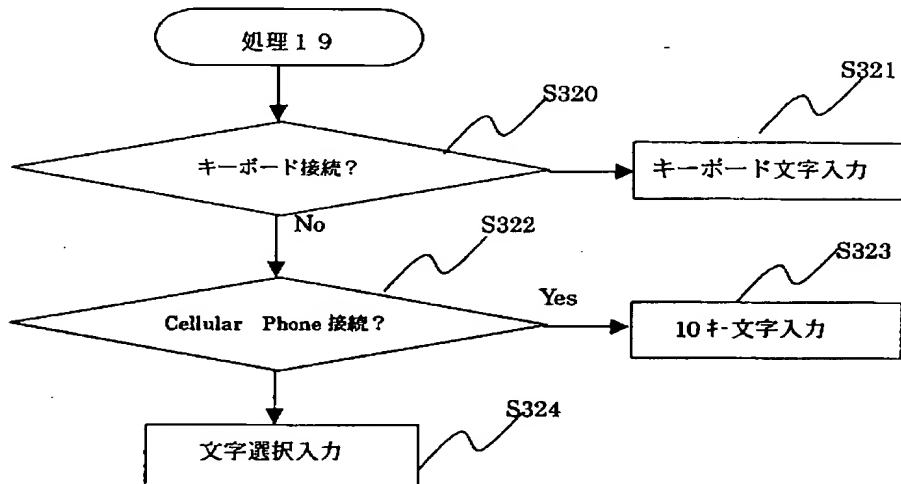 処理１９
S320
S321
キーボード接続？
キーボード文字入力
No
S322
S323
Cellular Phone 接続？
Yes
10 ｷｰ文字入力
S324
文字選択入力